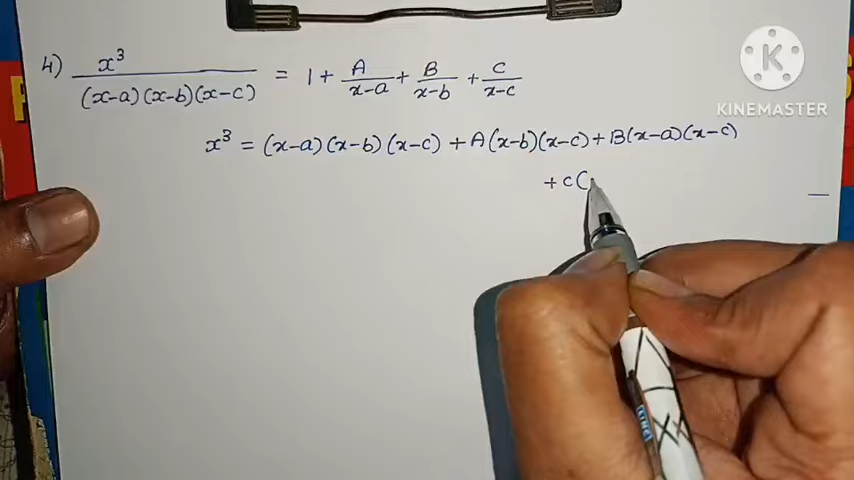 4) x³ / (x-a)(x-b)(x-c) = 1 + A/x-a + B/x-b + c/x-c
x³ = (x-a)(x-b)(x-c) + A(x-b)(x-c) + B(x-a)(x-c)
+ c(
K
KINEMASTER